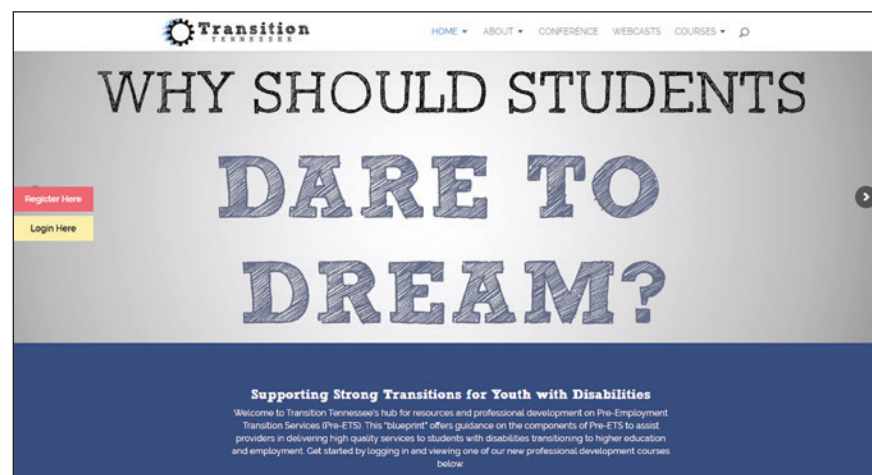 Transition
TENNESSEE
HOME ABOUT CONFERENCE WEBCASTS COURSES
WHY SHOULD STUDENTS
DARE TO
DREAM?
Register Here
Login Here
Supporting Strong Transitions for Youth with Disabilities
Welcome to Transition Tennessee's hub for resources and professional development on Pre-Employment
Transition Services (Pre-ETS). This "blueprint" offers guidance on the components of Pre-ETS to assist
providers in delivering high quality services to students with disabilities transitioning to higher education
and employment. Get started by logging in and viewing one of our new professional development courses
below.